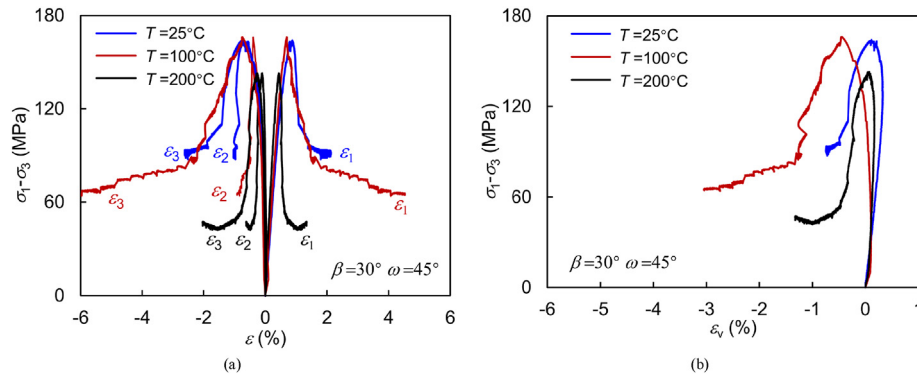 T=25°C
T=100°C
T=200°C
180
120
60
0
σ1-σ3 (MPa)
ε3 ε2 ε1
ε3 ε2 ε1
ε3 ε2 ε1
β=30° ω=45°
-6 -4 -2 0 2 4 6
ε (%)
(a)
T=25°C
T=100°C
T=200°C
180
120
60
0
σ1-σ3 (MPa)
β=30° ω=45°
-6 -5 -4 -3 -2 -1 0 1
εv (%)
(b)